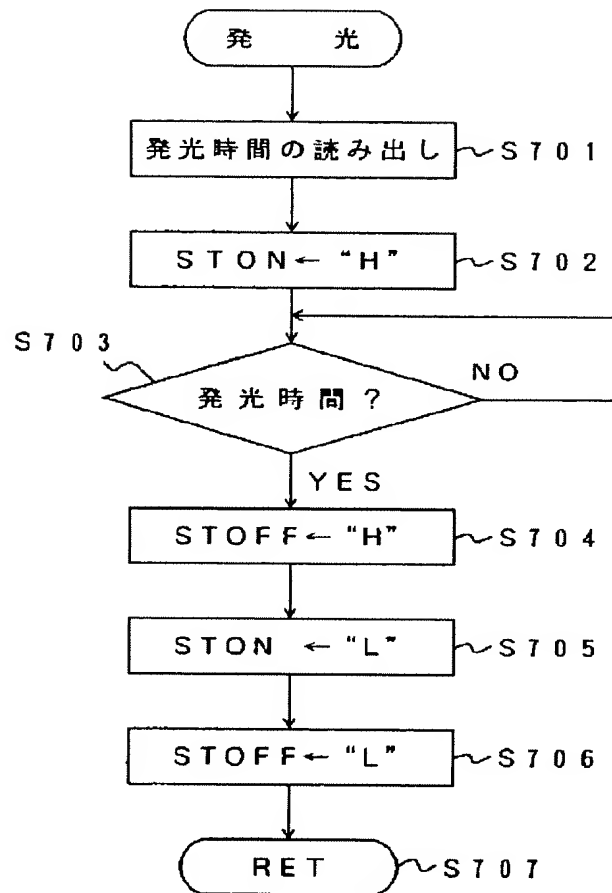 発 光
発光時間の読み出し S701
STON←“H” S702
S703
発光時間？ NO
YES
STOFF←“H” S704
STON ←“L” S705
STOFF←“L” S706
RET S707